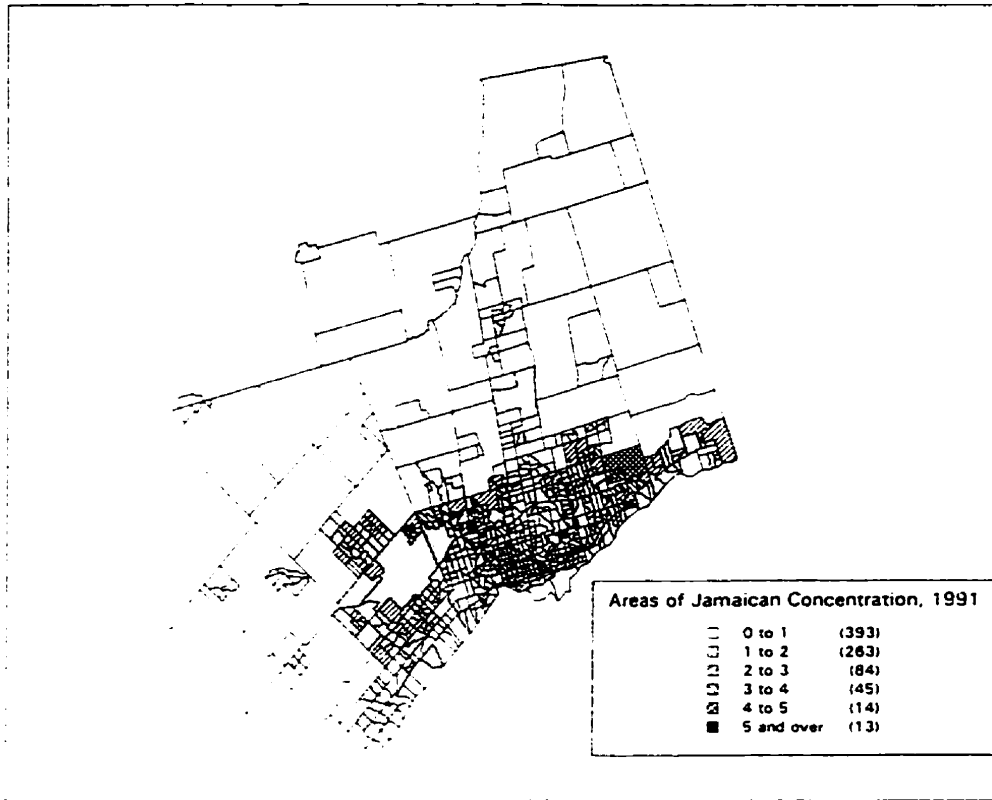 Areas of Jamaican Concentration, 1991
0 to 1 (393)
1 to 2 (263)
2 to 3 (84)
3 to 4 (45)
4 to 5 (14)
5 and over (13)